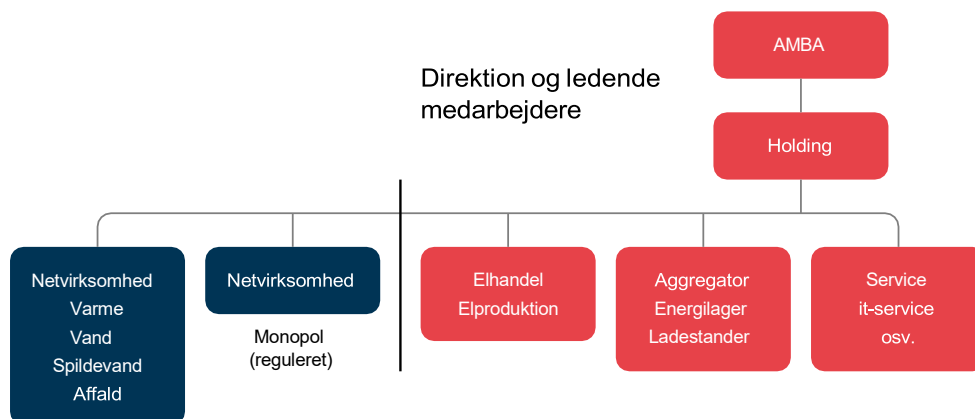 AMBA
Direktion og ledende
medarbejdere
Holding
Netvirksomhed
Varme
Vand
Spildevand
Affald
Netvirksomhed
Monopol
(reguleret)
Elhandel
Elproduktion
Aggregator
Energilager
Ladestander
Service
it-service
osv.